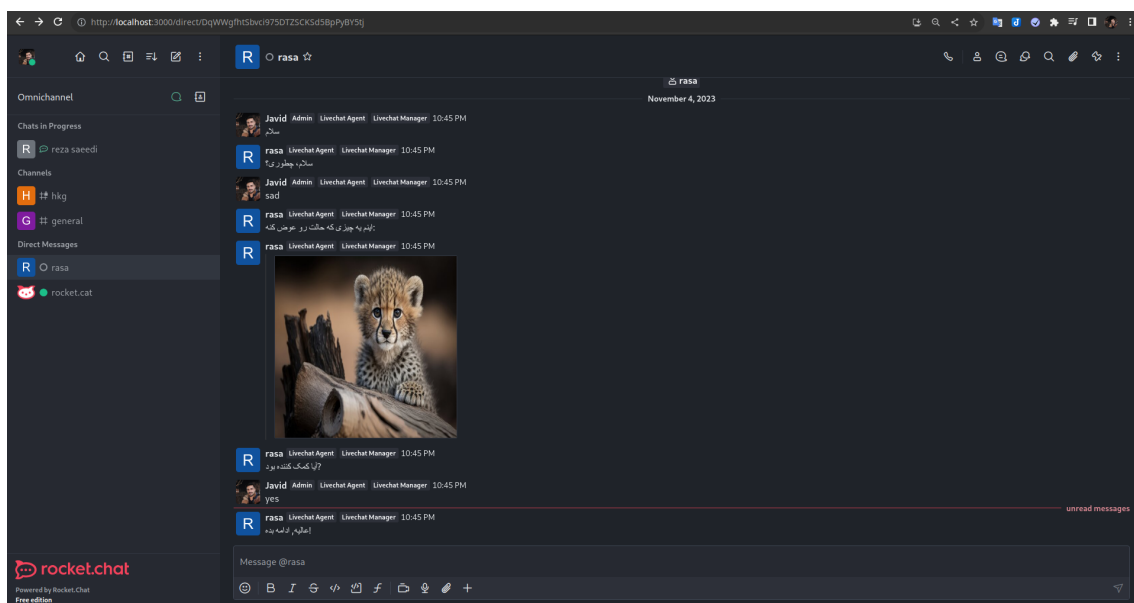 http://localhost:3000/direct/DqWWgfhtSbvci975DTZSCKSd5BpPyBY5tj
R rasa
Omnichannel
Chats in Progress
R reza saeedi
Channels
H hkg
G general
Direct Messages
R rasa
rocket.cat
rocket.chat
Powered by Rocket.Chat
Free edition
rasa
November 4, 2023
Javid Admin Livechat Agent Livechat Manager 10:45 PM
سلام
R rasa Livechat Agent Livechat Manager 10:45 PM
سلام، چطوری؟
Javid Admin Livechat Agent Livechat Manager 10:45 PM
sad
R rasa Livechat Agent Livechat Manager 10:45 PM
اینم یه چیزی که حالت رو عوض کنه:
R rasa Livechat Agent Livechat Manager 10:45 PM
R rasa Livechat Agent Livechat Manager 10:45 PM
آیا کمک کننده بود?
Javid Admin Livechat Agent Livechat Manager 10:45 PM
yes
unread messages
R rasa Livechat Agent Livechat Manager 10:45 PM
عالیه, ادامه بده!
Message @rasa